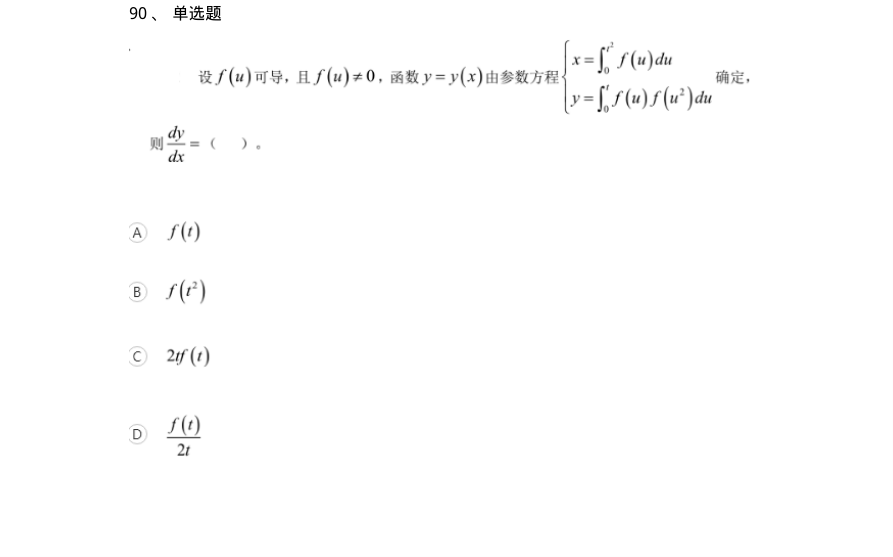 90 、 单选题
设 f(u) 可导，且 f(u) ≠ 0，函数 y = y(x) 由参数方程 { x = ∫₀^{t²} f(u)du y = ∫₀^{t} f(u) f(u²)du 确定，
则 dy/dx = （ ）。
A f(t)
B f(t²)
C 2tf(t)
D f(t)/2t